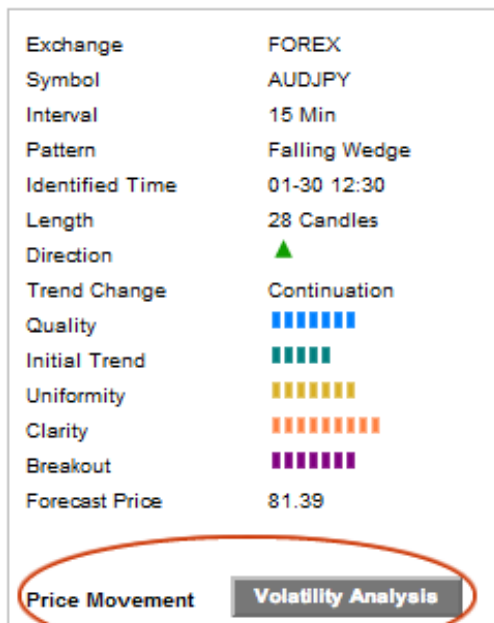 Exchange FOREX
Symbol AUDJPY
Interval 15 Min
Pattern Falling Wedge
Identified Time 01-30 12:30
Length 28 Candles
Direction
Trend Change Continuation
Quality
Initial Trend
Uniformity
Clarity
Breakout
Forecast Price 81.39
Price Movement Volatility Analysis